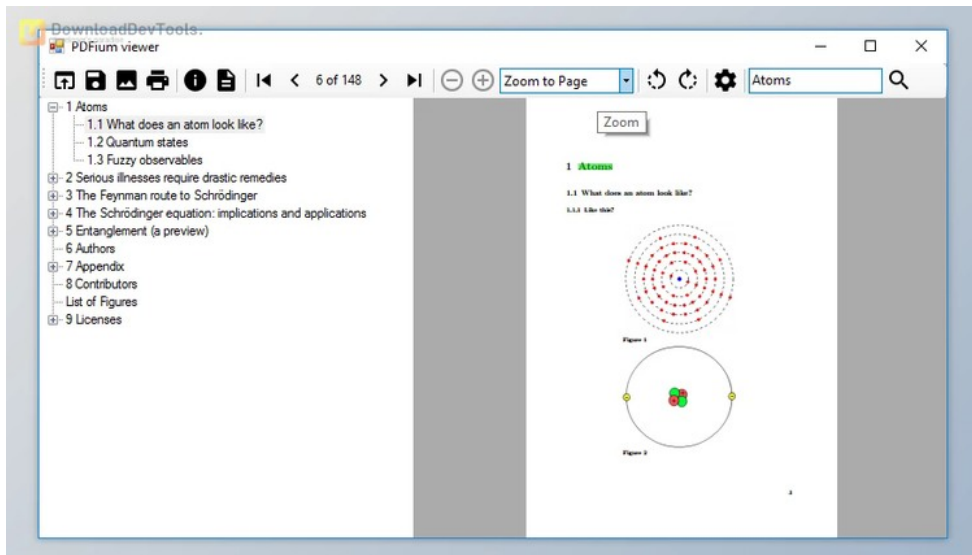 DownloadDevTools.
PDFium viewer
6 of 148
Zoom to Page
Atoms
Zoom
1 Atoms
1.1 What does an atom look like?
1.2 Quantum states
1.3 Fuzzy observables
2 Serious illnesses require drastic remedies
3 The Feynman route to Schrödinger
4 The Schrödinger equation: implications and applications
5 Entanglement (a preview)
6 Authors
7 Appendix
8 Contributors
List of Figures
9 Licenses
1 Atoms
1.1 What does an atom look like?
1.1.1 Like this?
Figure 1
Figure 2